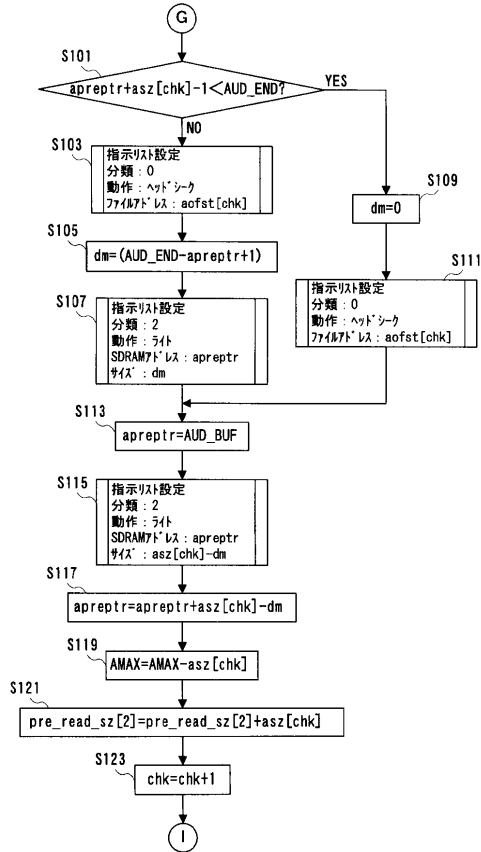 G
S101
apreptr+asz[chk]-1<AUD_END?
YES
NO
S103
指示リスト設定
分類:0
動作:ヘッドシーク
ファイルアドレス:aofst[chk]
S105
dm=(AUD_END-apreptr+1)
S107
指示リスト設定
分類:2
動作:ライト
SDRAMアドレス:apreptr
サイズ:dm
S109
dm=0
S111
指示リスト設定
分類:0
動作:ヘッドシーク
ファイルアドレス:aofst[chk]
S113
apreptr=AUD_BUF
S115
指示リスト設定
分類:2
動作:ライト
SDRAMアドレス:apreptr
サイズ:asz[chk]-dm
S117
apreptr=apreptr+asz[chk]-dm
S119
AMAX=AMAX-asz[chk]
S121
pre_read_sz[2]=pre_read_sz[2]+asz[chk]
S123
chk=chk+1
I